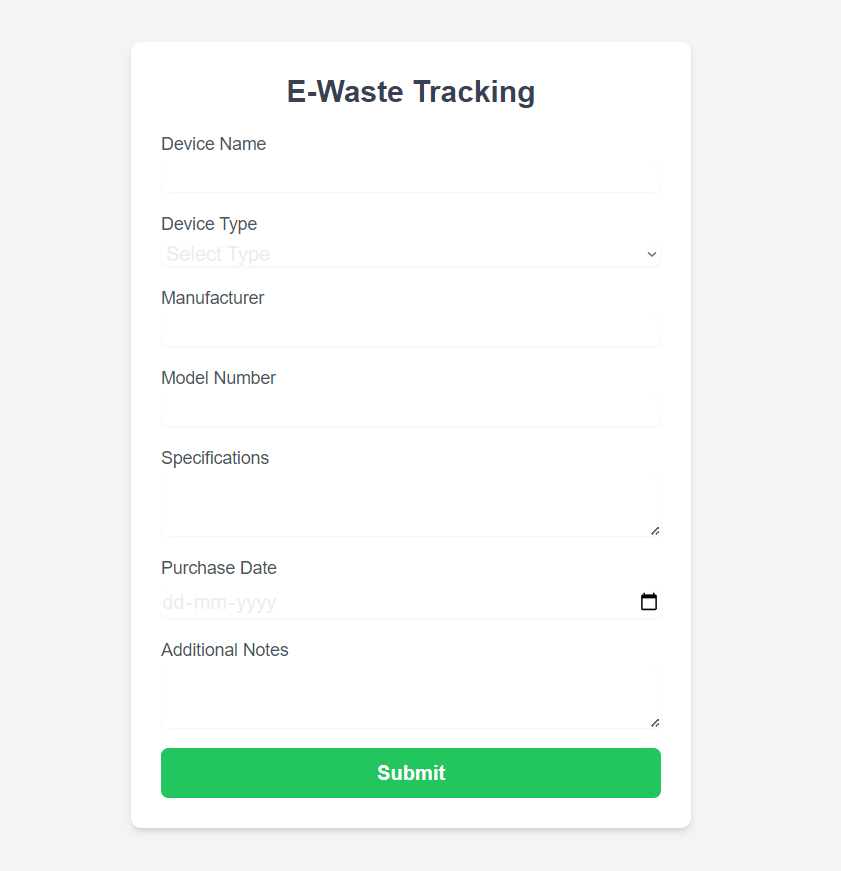 E-Waste Tracking
Device Name
Device Type
Select Type
Manufacturer
Model Number
Specifications
Purchase Date
dd-mm-yyyy
Additional Notes
Submit